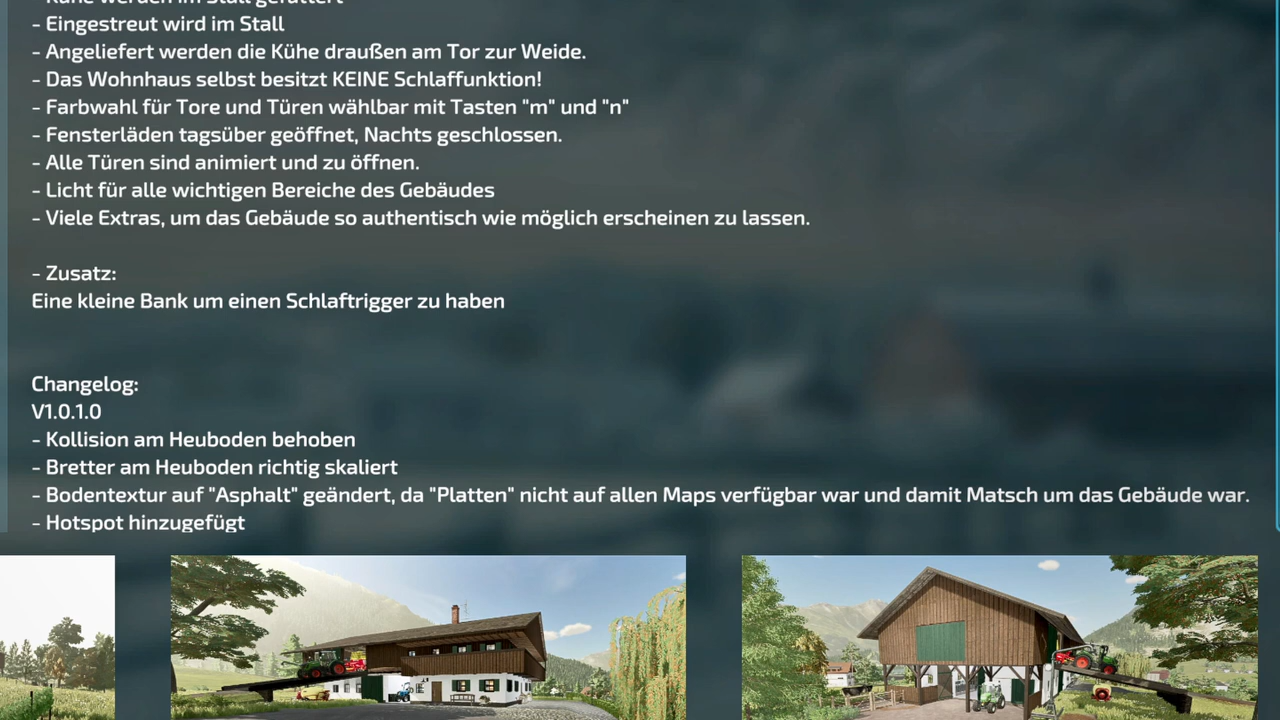 - Kühe werden im Stall gefüttert
- Eingestreut wird im Stall
- Angeliefert werden die Kühe draußen am Tor zur Weide.
- Das Wohnhaus selbst besitzt KEINE Schlaffunktion!
- Farbwahl für Tore und Türen wählbar mit Tasten "m" und "n"
- Fensterläden tagsüber geöffnet, Nachts geschlossen.
- Alle Türen sind animiert und zu öffnen.
- Licht für alle wichtigen Bereiche des Gebäudes
- Viele Extras, um das Gebäude so authentisch wie möglich erscheinen zu lassen.
- Zusatz:
Eine kleine Bank um einen Schlaftrigger zu haben
Changelog:
V1.0.1.0
- Kollision am Heuboden behoben
- Bretter am Heuboden richtig skaliert
- Bodentextur auf "Asphalt" geändert, da "Platten" nicht auf allen Maps verfügbar war und damit Matsch um das Gebäude war.
- Hotspot hinzugefügt